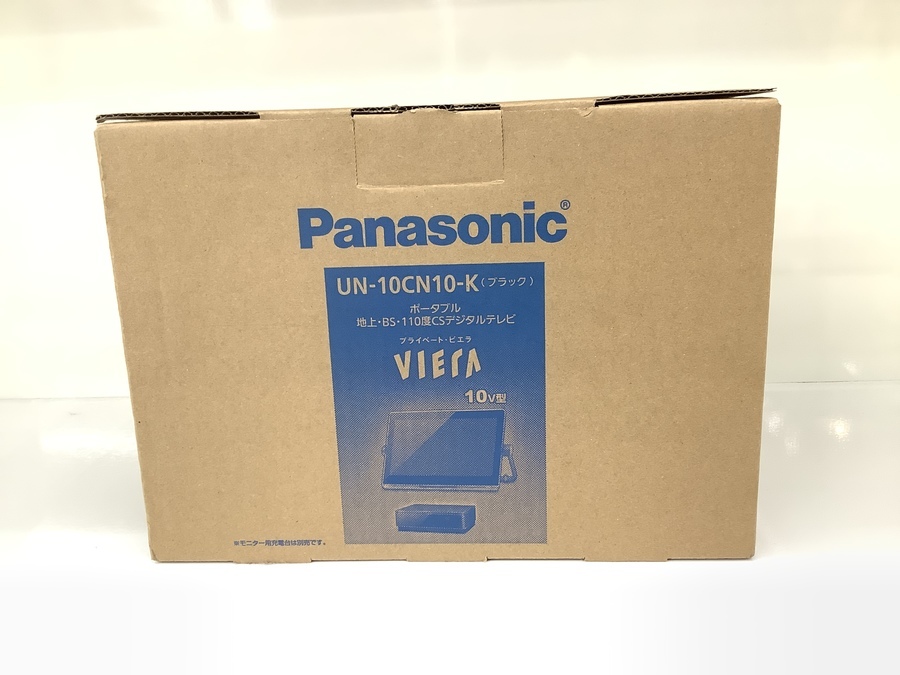 Panasonic®
UN-10CN10-K（ブラック）
ポータブル
地上・BS・110度CSデジタルテレビ
プライベート・ビエラ
VIErA
10V型
※モニター用充電台は別売です。